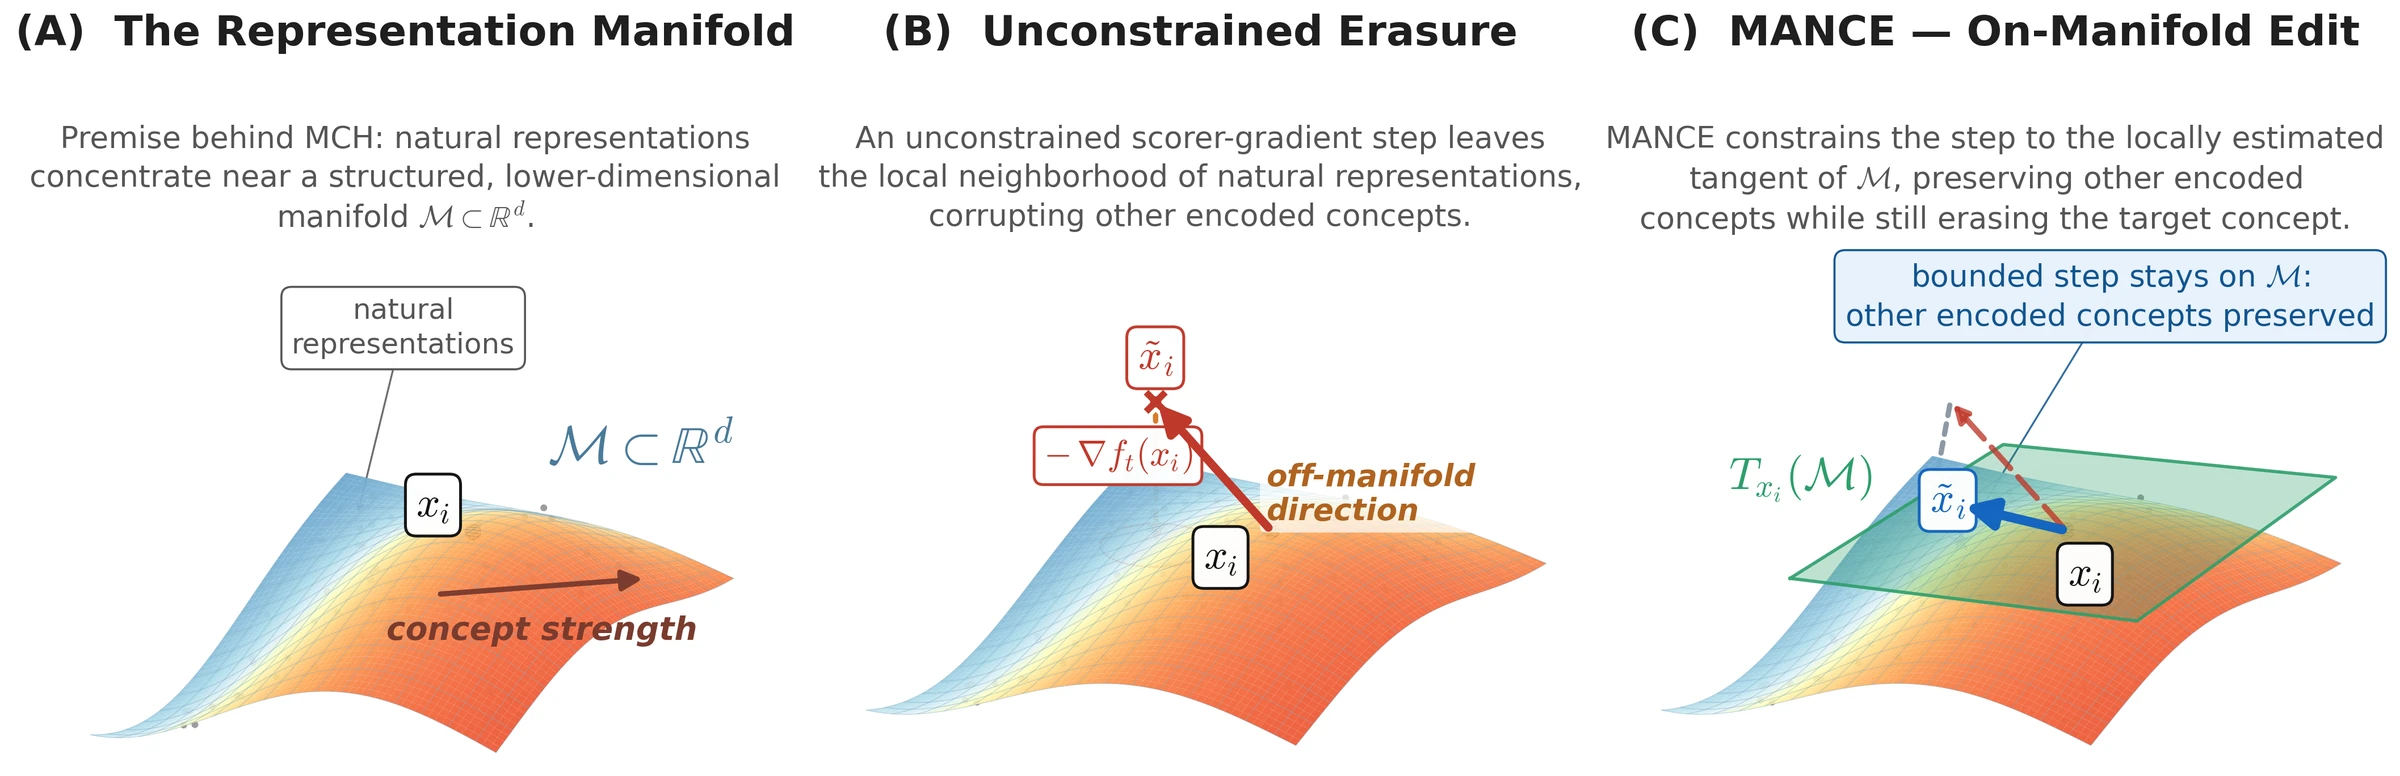 (A) The Representation Manifold
Premise behind MCH: natural representations
concentrate near a structured, lower-dimensional
manifold ℳ ⊂ ℝ^d.
natural
representations
ℳ ⊂ ℝ^d
x_i
concept strength
(B) Unconstrained Erasure
An unconstrained scorer-gradient step leaves
the local neighborhood of natural representations,
corrupting other encoded concepts.
x̃_i
−∇f_t(x_i)
off-manifold
direction
x_i
(C) MANCE — On-Manifold Edit
MANCE constrains the step to the locally estimated
tangent of ℳ, preserving other encoded
concepts while still erasing the target concept.
bounded step stays on ℳ:
other encoded concepts preserved
T_{x_i}(ℳ)
x̃_i
x_i